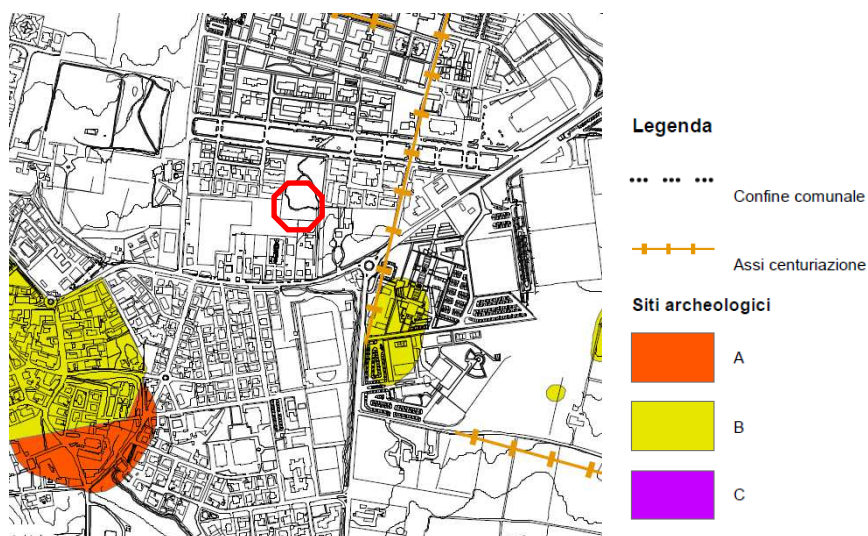 Legenda
Confine comunale
Assi centuriazione
Siti archeologici
A
B
C